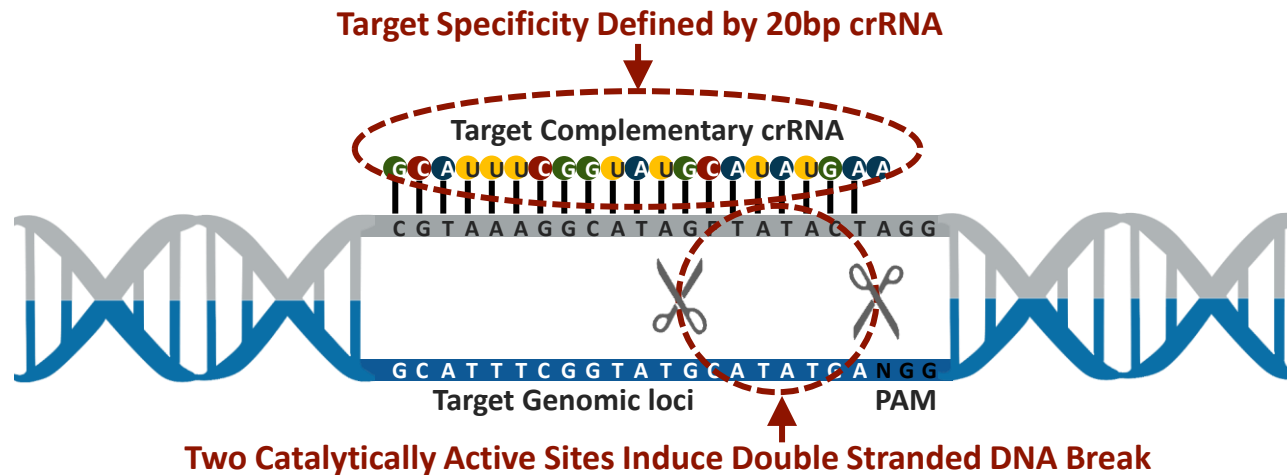 Target Specificity Defined by 20bp crRNA
Target Complementary crRNA
G C A U U U C G G U A U G C A U A U G A A
C G T A A A G G C A T A G T A T A C T A G G
G C A T T T C G G T A T G C A T A T G A N G G
Target Genomic loci PAM
Two Catalytically Active Sites Induce Double Stranded DNA Break